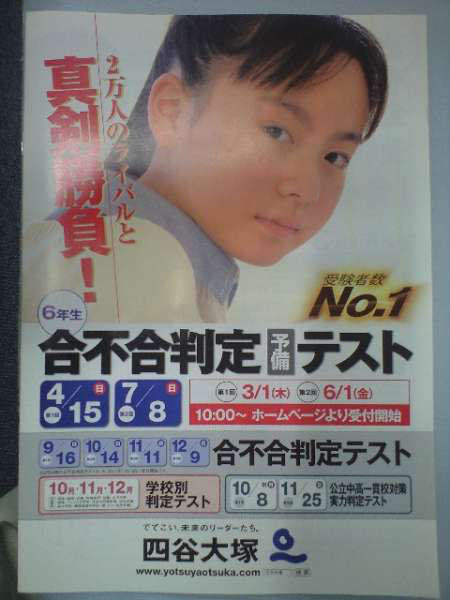 2万人のライバルと
真剣勝負！
受験者数
No.1
6年生
合不合判定予備テスト
第1回 4/15 日
第2回 7/8 日
第1回 3/1(木) 第2回 6/1(金)
10:00〜 ホームページより受付開始
9/16 10/14 11/11 12/9 合不合判定テスト
10月・11月・12月
学校別
判定テスト
10/8 11/25
公立中高一貫校対策
実力判定テスト
でてこい、未来のリーダーたち。
四谷大塚
www.yotsuyaotsuka.com